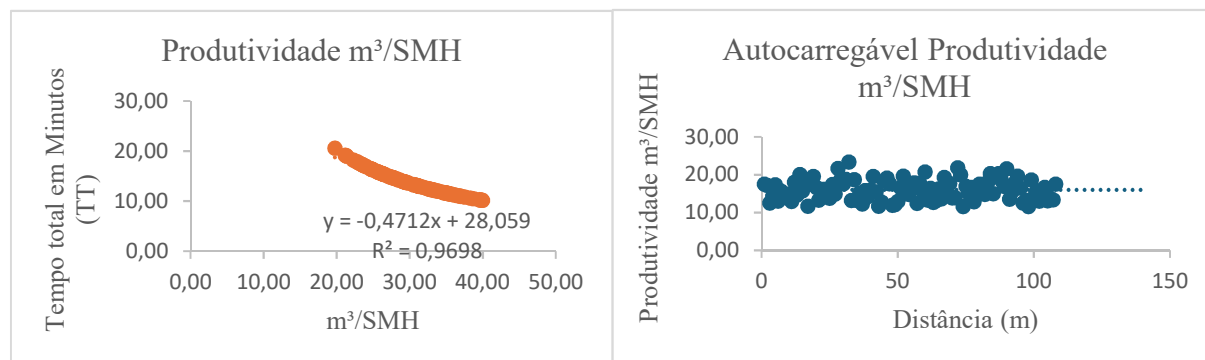 Produtividade m³/SMH
Tempo total em Minutos
(TT)
30,00
20,00
10,00
0,00
y = -0,4712x + 28,059
R² = 0,9698
0,00 10,00 20,00 30,00 40,00 50,00
m³/SMH
Autocarregável Produtividade
m³/SMH
Produtividade m³/SMH
30,00
20,00
10,00
0,00
0 50 100 150
Distância (m)